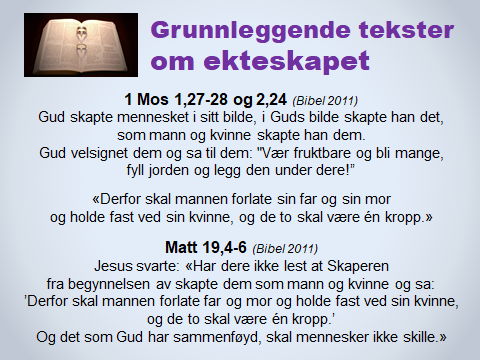 Grunnleggende tekster
om ekteskapet
1 Mos 1,27-28 og 2,24 (Bibel 2011)
Gud skapte mennesket i sitt bilde, i Guds bilde skapte han det,
som mann og kvinne skapte han dem.
Gud velsignet dem og sa til dem: "Vær fruktbare og bli mange,
fyll jorden og legg den under dere!”
«Derfor skal mannen forlate sin far og sin mor
og holde fast ved sin kvinne, og de to skal være én kropp.»
Matt 19,4-6 (Bibel 2011)
Jesus svarte: «Har dere ikke lest at Skaperen
fra begynnelsen av skapte dem som mann og kvinne og sa:
’Derfor skal mannen forlate far og mor og holde fast ved sin kvinne,
og de to skal være én kropp.’
Og det som Gud har sammenføyd, skal mennesker ikke skille.»